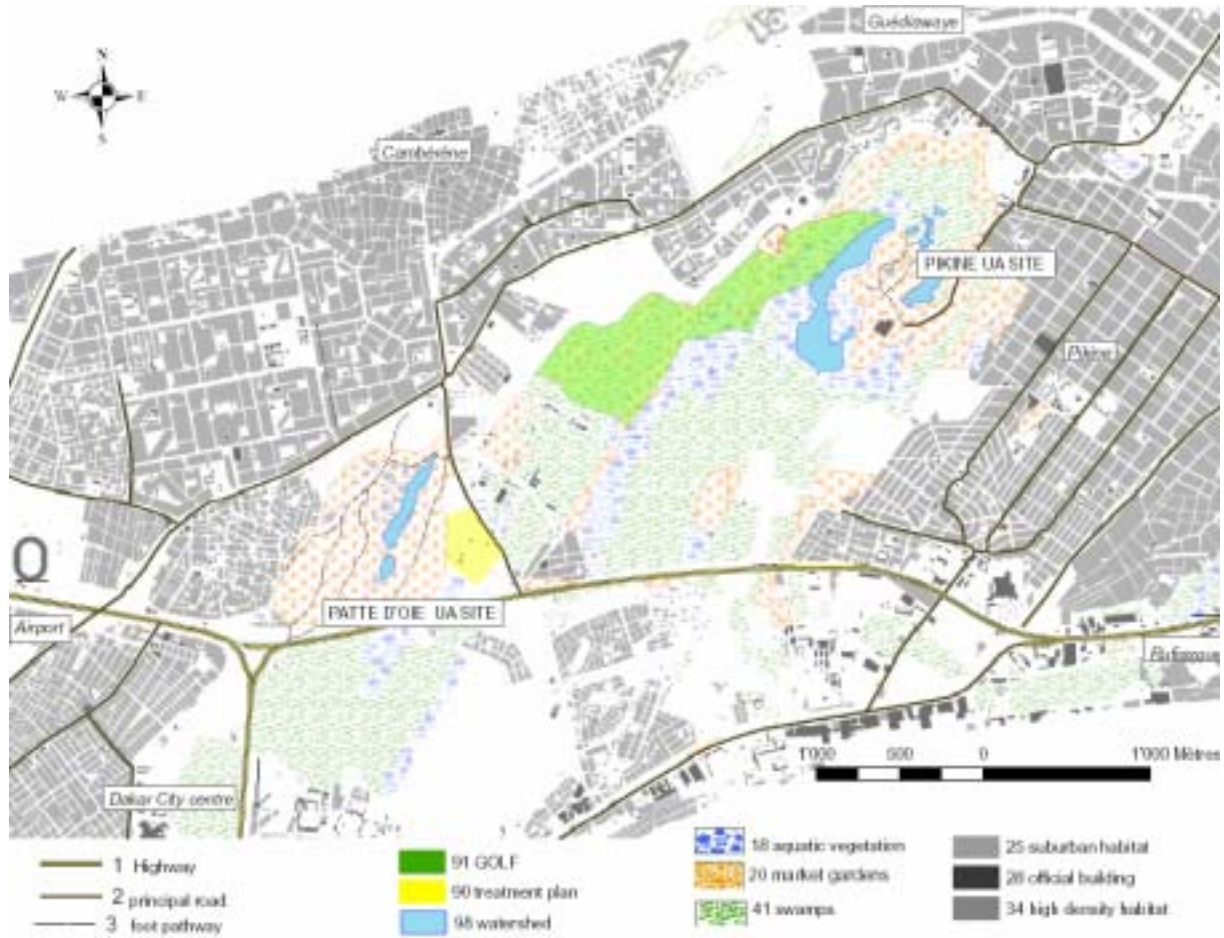 Guédiawaye
N
W E
S
Cambérène
PIKINE UA SITE
Pikine
PATTE D'OIE UA SITE
Airport
Rufisque
1'000 500 0 1'000 Mètres
Dakar City centre
1 Highway
2 principal road
3 foot pathway
91 GOLF
90 treatment plan
98 watershed
18 aquatic vegetation
20 market gardens
41 swamps
25 suburban habitat
28 official building
34 high density habitat